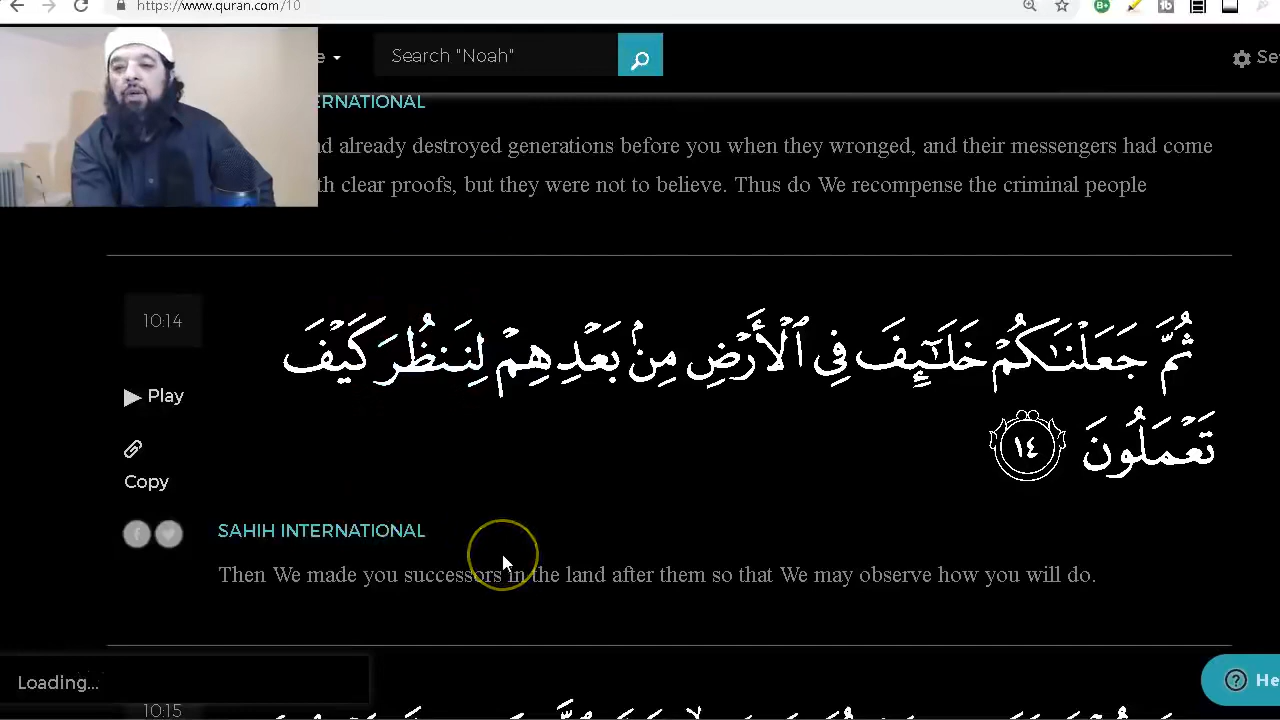 https://www.quran.com/10
e
Search "Noah"
Se
ERNATIONAL
d already destroyed generations before you when they wronged, and their messengers had come
th clear proofs, but they were not to believe. Thus do We recompense the criminal people
10:14
ثُمَّ جَعَلْنَـٰكُمْ خَلَـٰٓئِفَ فِى ٱلْأَرْضِ مِنۢ بَعْدِهِمْ لِنَنظُرَ كَيْفَ
تَعْمَلُونَ ١٤
Play
Copy
SAHIH INTERNATIONAL
Then We made you successors in the land after them so that We may observe how you will do.
Loading...
He
10:15